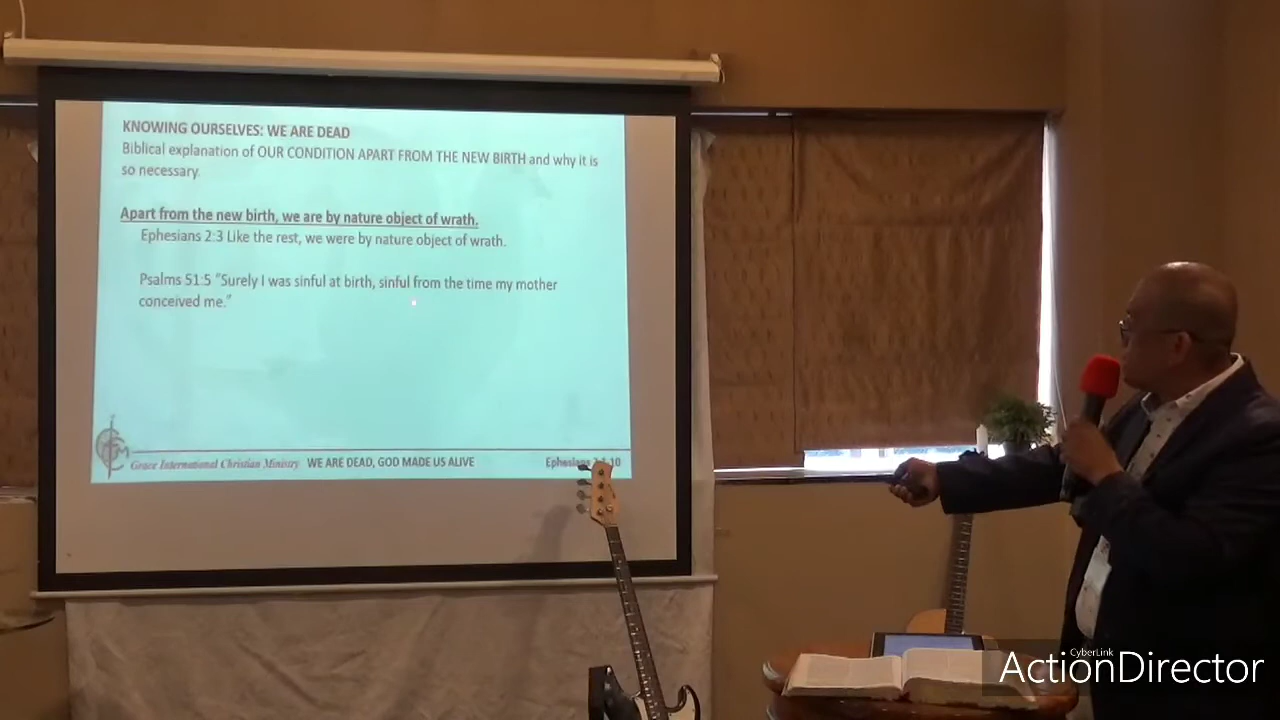 KNOWING OURSELVES: WE ARE DEAD
Biblical explanation of OUR CONDITION APART FROM THE NEW BIRTH and why it is
so necessary.
Apart from the new birth, we are by nature object of wrath.
Ephesians 2:3 Like the rest, we were by nature object of wrath.
Psalms 51:5 “Surely I was sinful at birth, sinful from the time my mother
conceived me.”
Grace International Christian Ministry WE ARE DEAD, GOD MADE US ALIVE Ephesians 10
CyberLink
ActionDirector